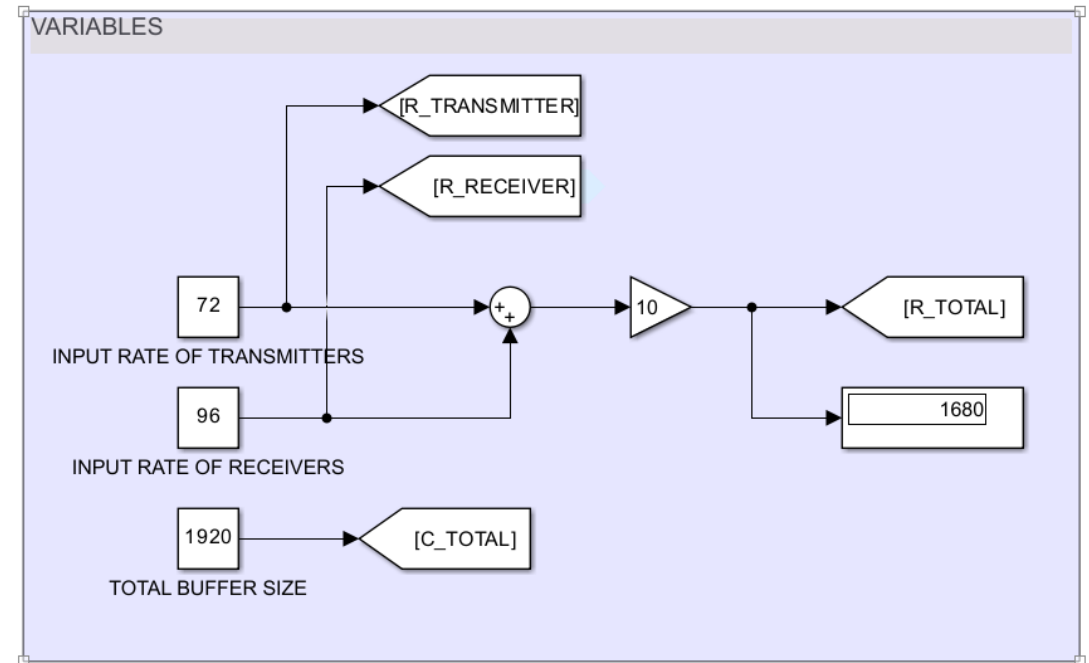 VARIABLES
[R_TRANSMITTER]
[R_RECEIVER]
72
+
+
10
[R_TOTAL]
INPUT RATE OF TRANSMITTERS
96
1680
INPUT RATE OF RECEIVERS
1920
[C_TOTAL]
TOTAL BUFFER SIZE